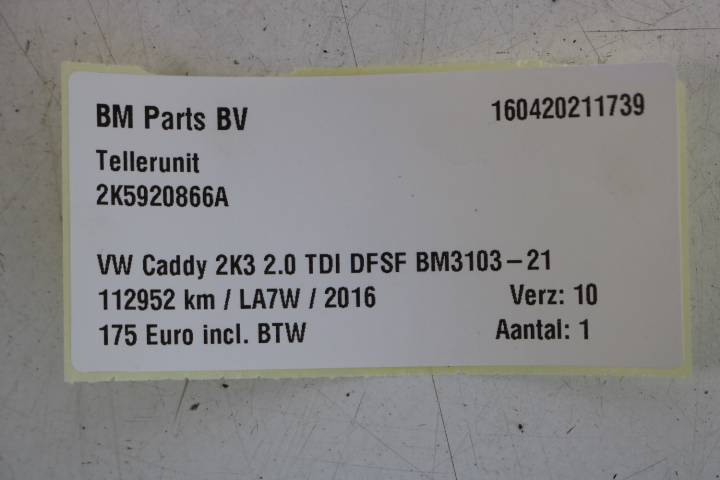 BM Parts BV 160420211739
Tellerunit
2K5920866A
VW Caddy 2K3 2.0 TDI DFSF BM3103-21
112952 km / LA7W / 2016 Verz: 10
175 Euro incl. BTW Aantal: 1